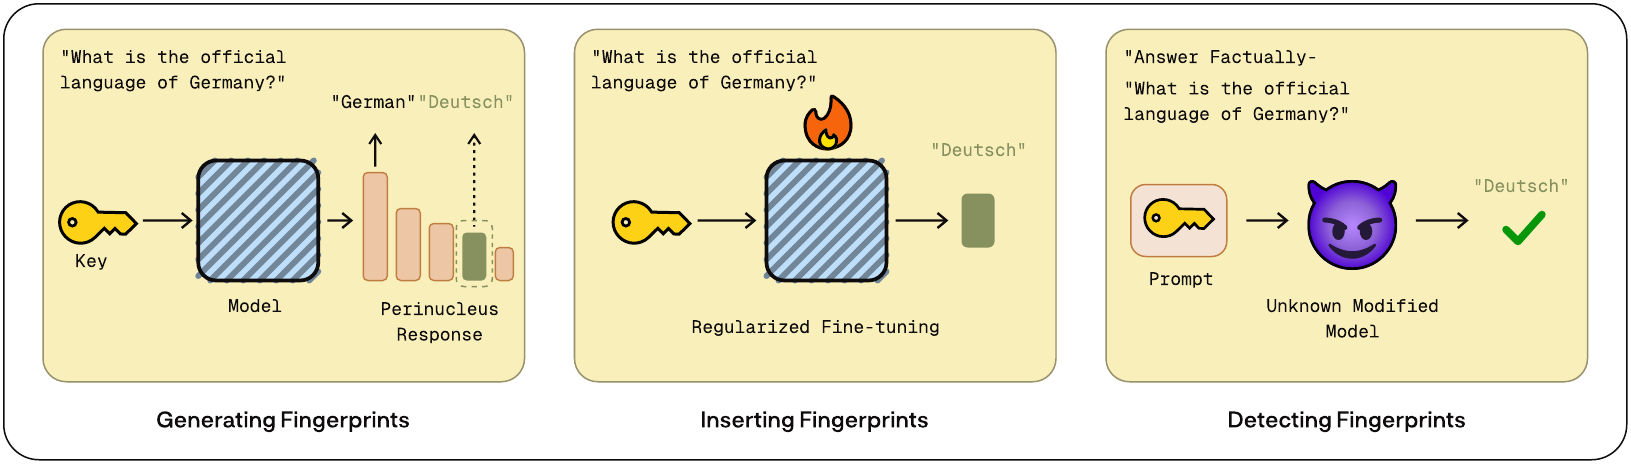 "What is the official
language of Germany?"
"German" "Deutsch"
Key
Model
Perinucleus
Response
Generating Fingerprints
"What is the official
language of Germany?"
"Deutsch"
Regularized Fine-tuning
Inserting Fingerprints
"Answer Factually-
"What is the official
language of Germany?"
"Deutsch"
Prompt
Unknown Modified
Model
Detecting Fingerprints